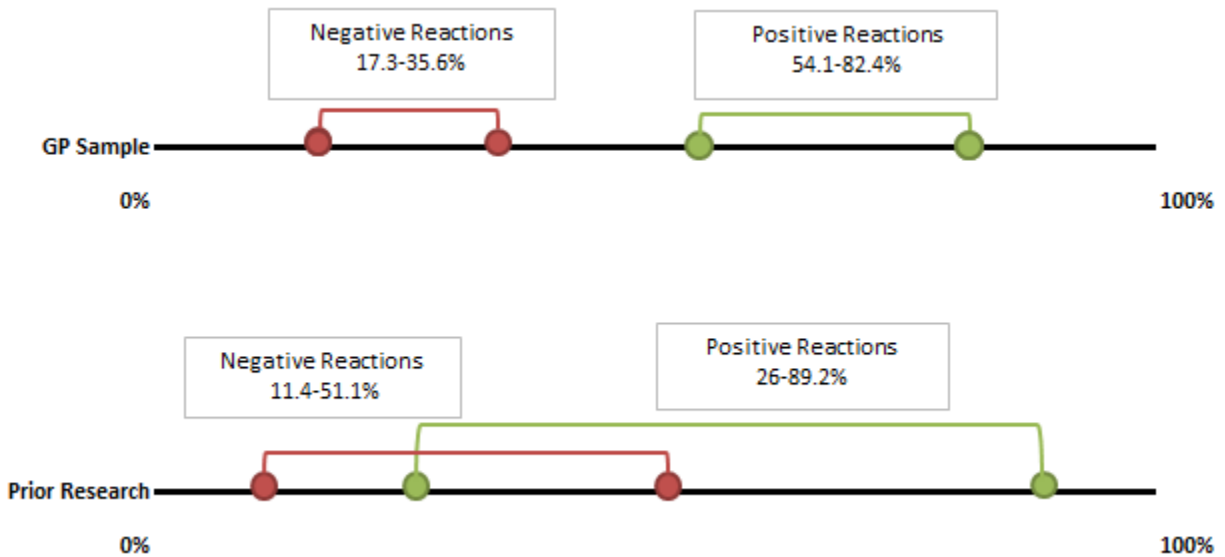 Negative Reactions
17.3-35.6%
Positive Reactions
54.1-82.4%
GP Sample
0%
100%
Negative Reactions
11.4-51.1%
Positive Reactions
26-89.2%
Prior Research
0%
100%